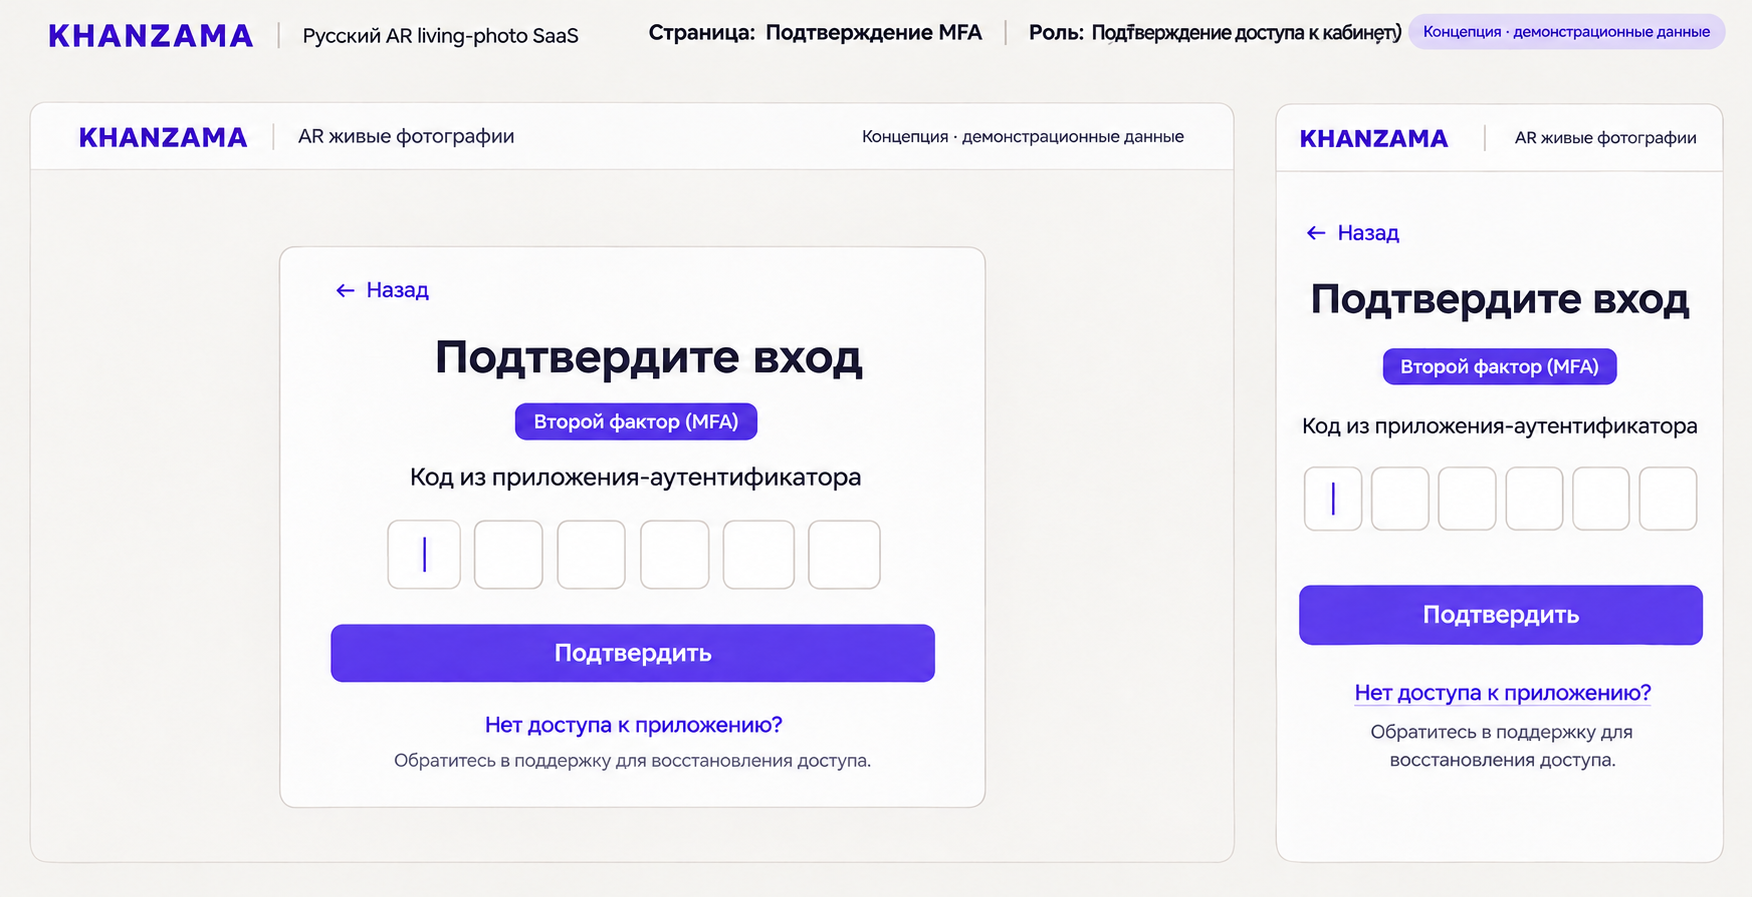 KHANZAMA | Русский AR living-photo SaaS
Страница: Подтверждение MFA | Роль: Подтверждение доступа к кабинет)
Концепция · демонстрационные данные
KHANZAMA | AR живые фотографии
Концепция · демонстрационные данные
← Назад
Подтвердите вход
Второй фактор (MFA)
Код из приложения-аутентификатора
Подтвердить
Нет доступа к приложению?
Обратитесь в поддержку для восстановления доступа.
KHANZAMA | AR живые фотографии
← Назад
Подтвердите вход
Второй фактор (MFA)
Код из приложения-аутентификатора
Подтвердить
Нет доступа к приложению?
Обратитесь в поддержку для
восстановления доступа.